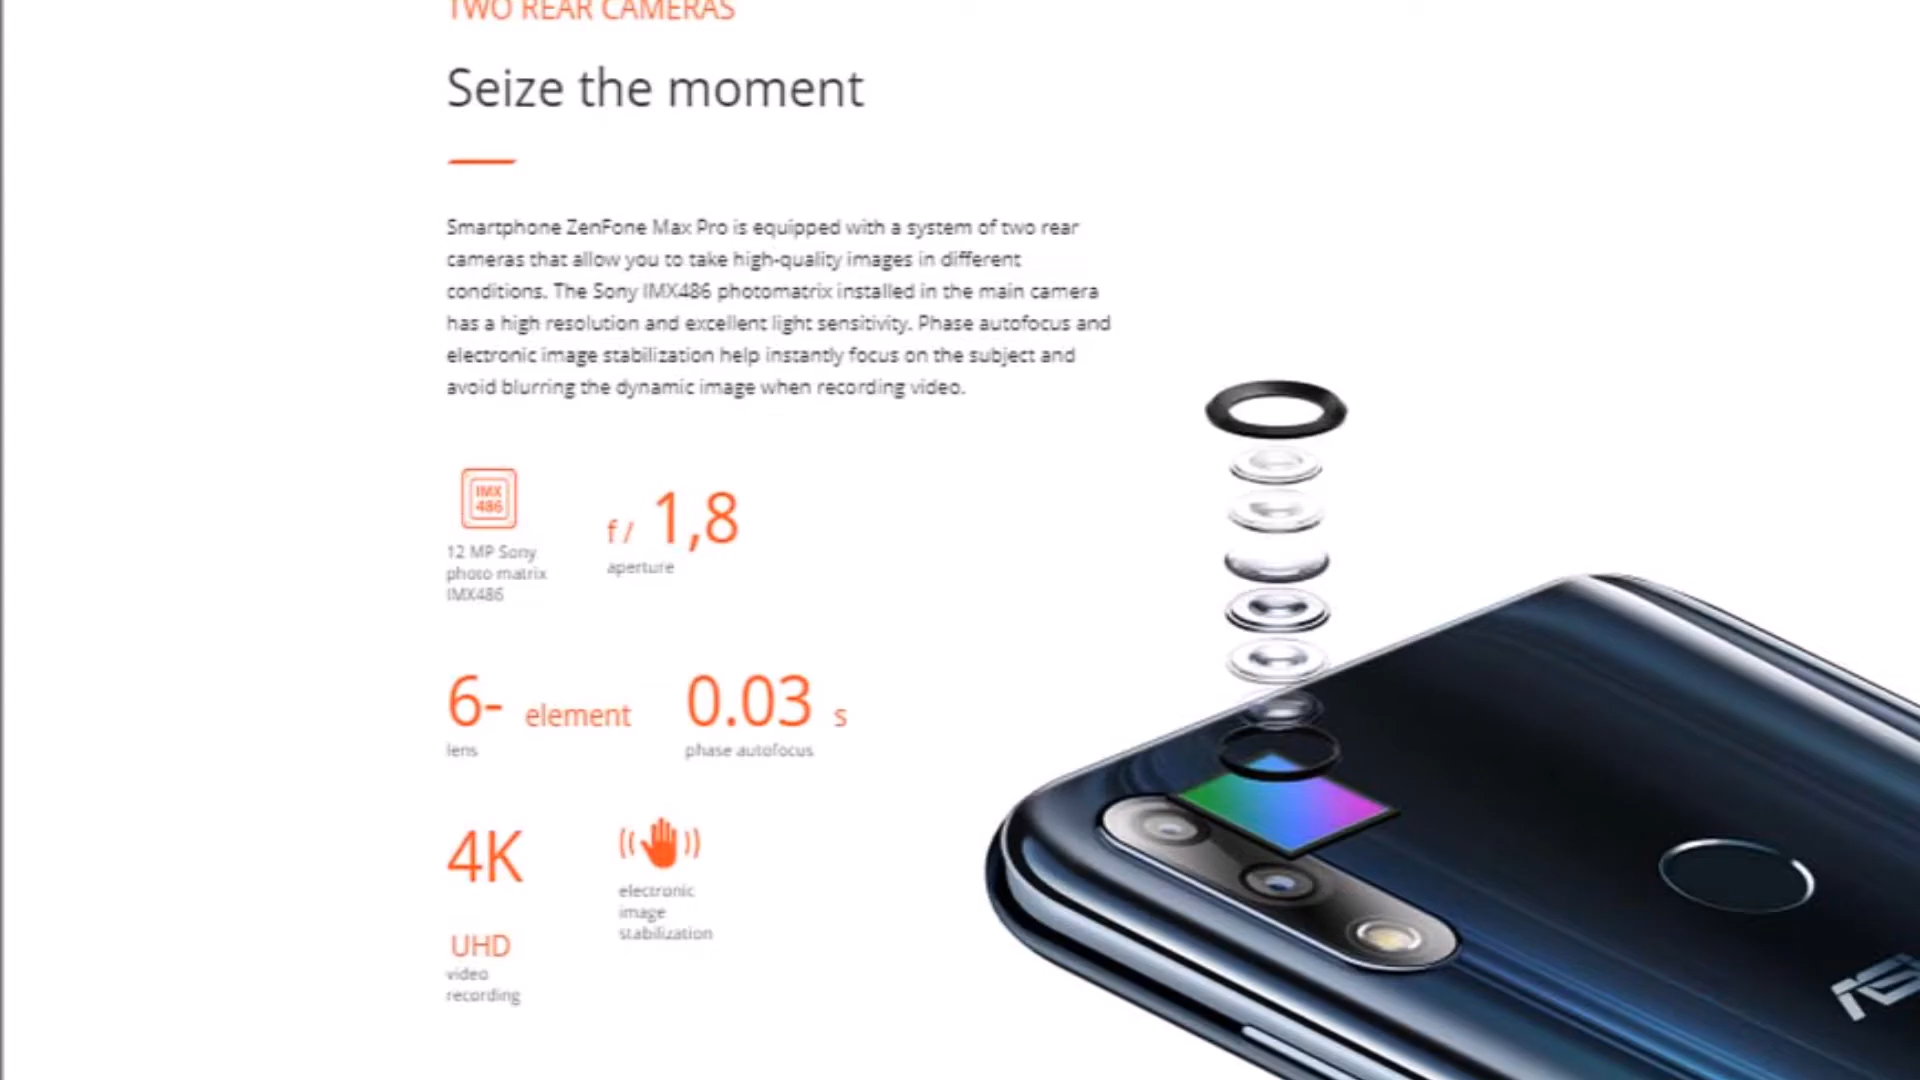 TWO REAR CAMERAS
Seize the moment
Smartphone ZenFone Max Pro is equipped with a system of two rear
cameras that allow you to take high-quality images in different
conditions. The Sony IMX486 photomatrix installed in the main camera
has a high resolution and excellent light sensitivity. Phase autofocus and
electronic image stabilization help instantly focus on the subject and
avoid blurring the dynamic image when recording video.
IMX
486
12 MP Sony
photo matrix
IMX486
f/ 1,8
aperture
6- element
lens
0.03 s
phase autofocus
4K
UHD
video
recording
electronic
image
stabilization